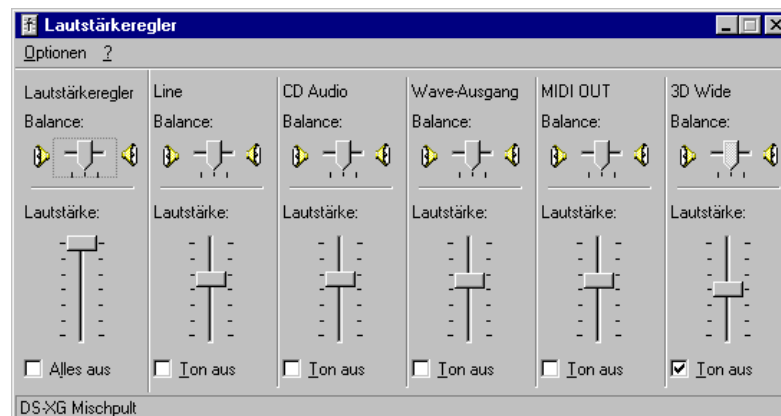 Lautstärkeregler
Optionen ?
Lautstärkeregler Line CD Audio Wave-Ausgang MIDI OUT 3D Wide
Balance: Balance: Balance: Balance: Balance: Balance:
Lautstärke: Lautstärke: Lautstärke: Lautstärke: Lautstärke: Lautstärke:
Alles aus Ton aus Ton aus Ton aus Ton aus Ton aus
DS-XG Mischpult